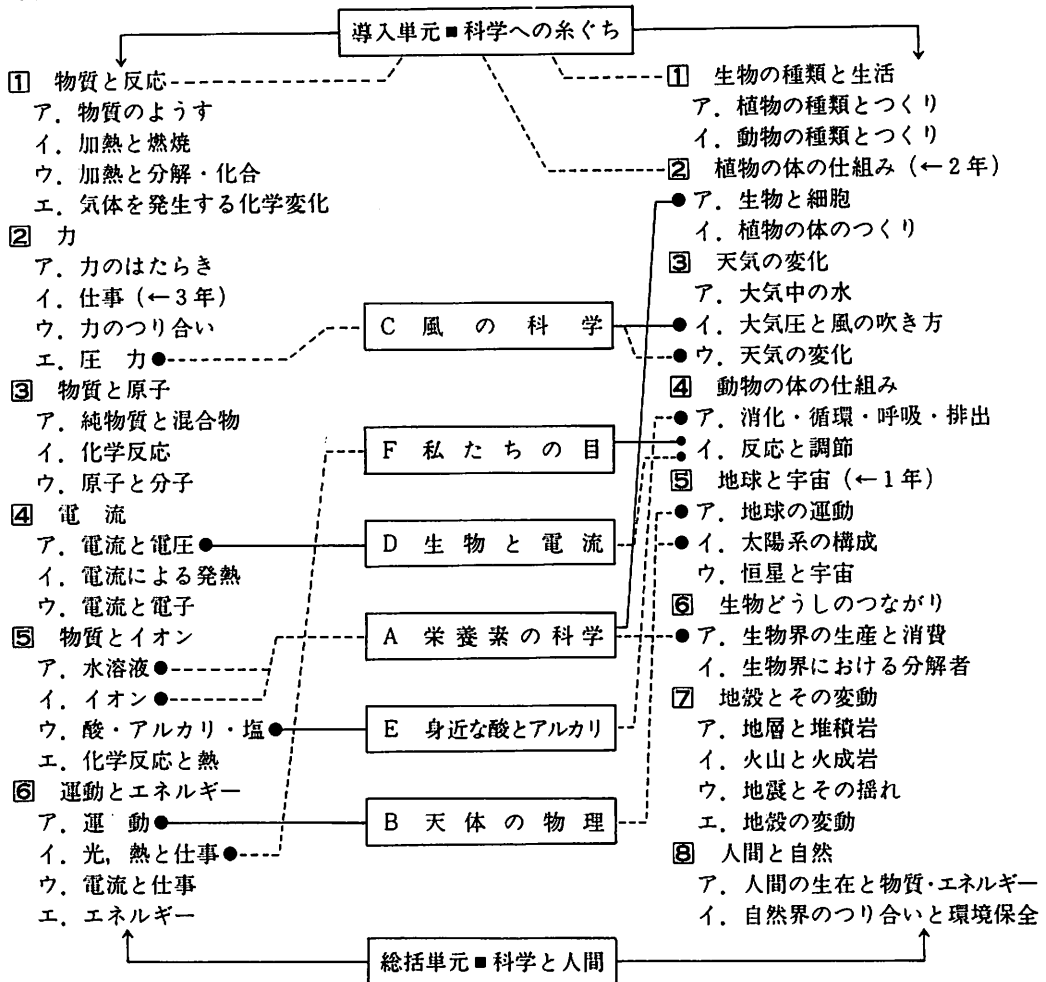 導入単元■科学への糸ぐち
1 物質と反応
ア．物質のようす
イ．加熱と燃焼
ウ．加熱と分解・化合
エ．気体を発生する化学変化
2 力
ア．力のはたらき
イ．仕事（←3年）
ウ．力のつり合い
エ．圧 力
3 物質と原子
ア．純物質と混合物
イ．化学反応
ウ．原子と分子
4 電 流
ア．電流と電圧
イ．電流による発熱
ウ．電流と電子
5 物質とイオン
ア．水溶液
イ．イオン
ウ．酸・アルカリ・塩
エ．化学反応と熱
6 運動とエネルギー
ア．運 動
イ．光，熱と仕事
ウ．電流と仕事
エ．エネルギー
C 風の科学
F 私たちの目
D 生物と電流
A 栄養素の科学
E 身近な酸とアルカリ
B 天体の物理
1 生物の種類と生活
ア．植物の種類とつくり
イ．動物の種類とつくり
2 植物の体の仕組み（←2年）
ア．生物と細胞
イ．植物の体のつくり
3 天気の変化
ア．大気中の水
イ．大気圧と風の吹き方
ウ．天気の変化
4 動物の体の仕組み
ア．消化・循環・呼吸・排出
イ．反応と調節
5 地球と宇宙（←1年）
ア．地球の運動
イ．太陽系の構成
ウ．恒星と宇宙
6 生物どうしのつながり
ア．生物界の生産と消費
イ．生物界における分解者
7 地殻とその変動
ア．地層と堆積岩
イ．火山と火成岩
ウ．地震とその揺れ
エ．地殻の変動
8 人間と自然
ア．人間の生在と物質・エネルギー
イ．自然界のつり合いと環境保全
総括単元■科学と人間